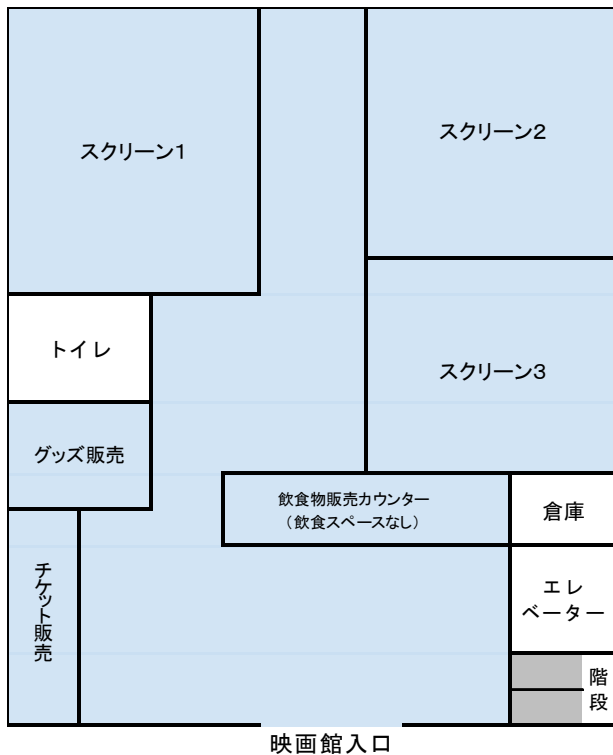 スクリーン1
スクリーン2
トイレ
スクリーン3
グッズ販売
飲食物販売カウンター
（飲食スペースなし）
倉庫
チケット販売
エレ
ベーター
階
段
映画館入口